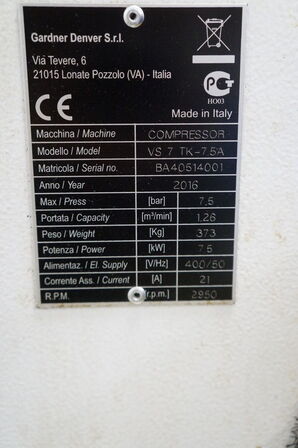 Gardner Denver S.r.l.
Via Tevere, 6
21015 Lonate Pozzolo (VA) - Italia
PCT
HO03
CE
Made in Italy
Macchina / Machine COMPRESSOR
Modello / Model VS 7 TK-7.5A
Matricola / Serial no. BA40514001
Anno / Year 2016
Max / Press [bar] 7.5
Portata / Capacity [m³/min] 1.26
Peso / Weight [Kg] 373
Potenza / Power [kW] 7.5
Alimentaz. / El. Supply [V/Hz] 400/50
Corrente Ass. / Current [A] 21
R.P.M. [r.p.m.] 2950